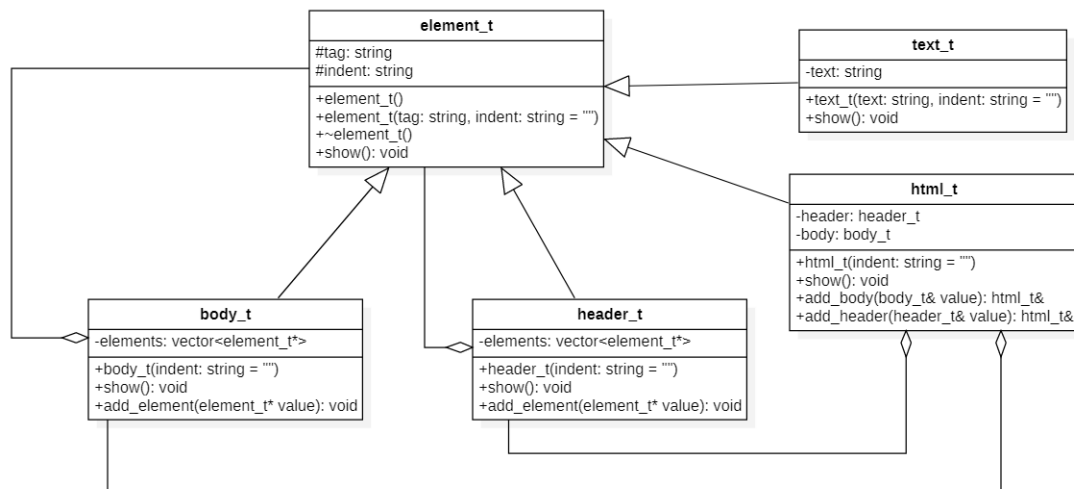 element_t
#tag: string
#indent: string
+element_t()
+element_t(tag: string, indent: string = "")
+~element_t()
+show(): void
text_t
-text: string
+text_t(text: string, indent: string = "")
+show(): void
html_t
-header: header_t
-body: body_t
+html_t(indent: string = "")
+show(): void
+add_body(body_t& value): html_t&
+add_header(header_t& value): html_t&
body_t
-elements: vector<element_t*>
+body_t(indent: string = "")
+show(): void
+add_element(element_t* value): void
header_t
-elements: vector<element_t*>
+header_t(indent: string = "")
+show(): void
+add_element(element_t* value): void